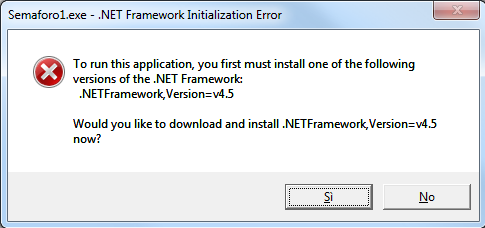 Semaforo1.exe - .NET Framework Initialization Error
To run this application, you first must install one of the following
versions of the .NET Framework:
.NETFramework,Version=v4.5
Would you like to download and install .NETFramework,Version=v4.5
now?
Sì No